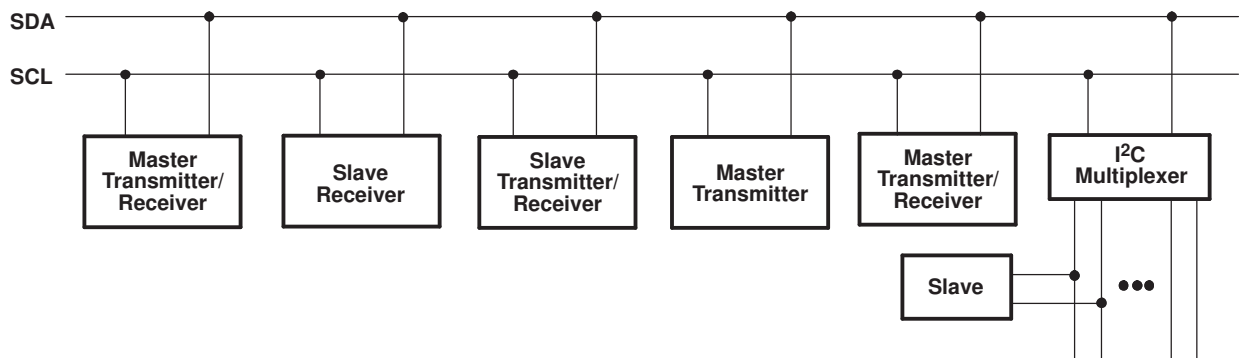 SDA
SCL
Master
Transmitter/
Receiver
Slave
Receiver
Slave
Transmitter/
Receiver
Master
Transmitter
Master
Transmitter/
Receiver
I²C
Multiplexer
Slave